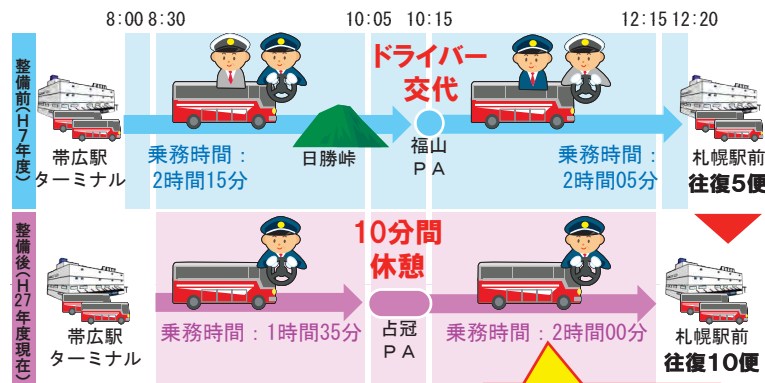 8:00 8:30 10:05 10:15 12:15 12:20
整備前(H7年度)
帯広駅
ターミナル
乗務時間：
2時間15分
日勝峠
ドライバー
交代
福山
PA
乗務時間：
2時間05分
札幌駅前
往復5便
整備後(H27年度現在)
帯広駅
ターミナル
乗務時間：1時間35分
10分間
休憩
占冠
PA
乗務時間：2時間00分
札幌駅前
往復10便